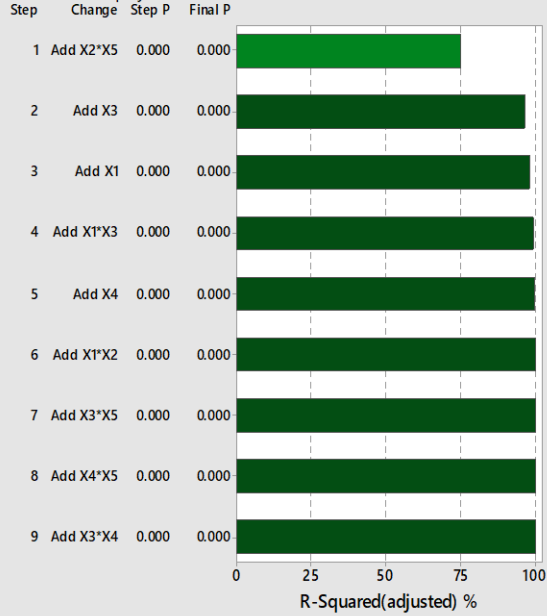 Step Change Step P Final P
1 Add X2*X5 0.000 0.000
2 Add X3 0.000 0.000
3 Add X1 0.000 0.000
4 Add X1*X3 0.000 0.000
5 Add X4 0.000 0.000
6 Add X1*X2 0.000 0.000
7 Add X3*X5 0.000 0.000
8 Add X4*X5 0.000 0.000
9 Add X3*X4 0.000 0.000
0 25 50 75 100
R-Squared(adjusted) %